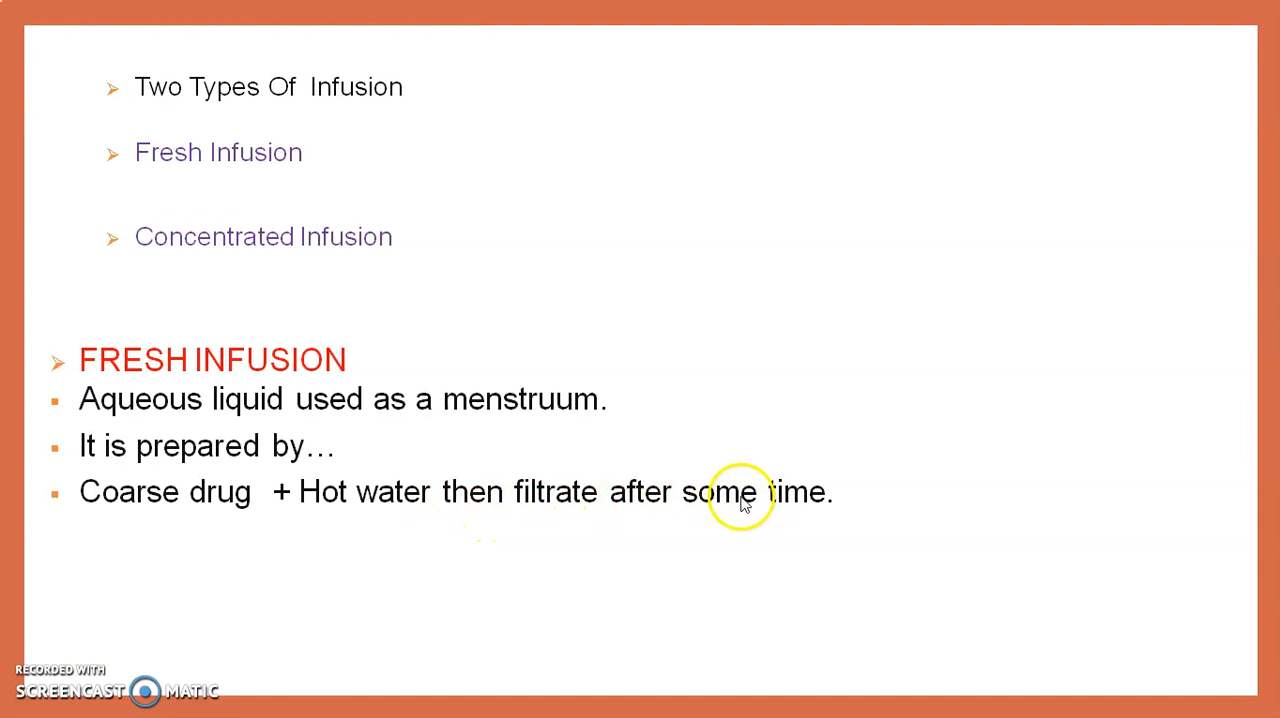 Two Types Of Infusion
Fresh Infusion
Concentrated Infusion
FRESH INFUSION
Aqueous liquid used as a menstruum.
It is prepared by…
Coarse drug + Hot water then filtrate after some time.
RECORDED WITH
SCREENCAST MATIC